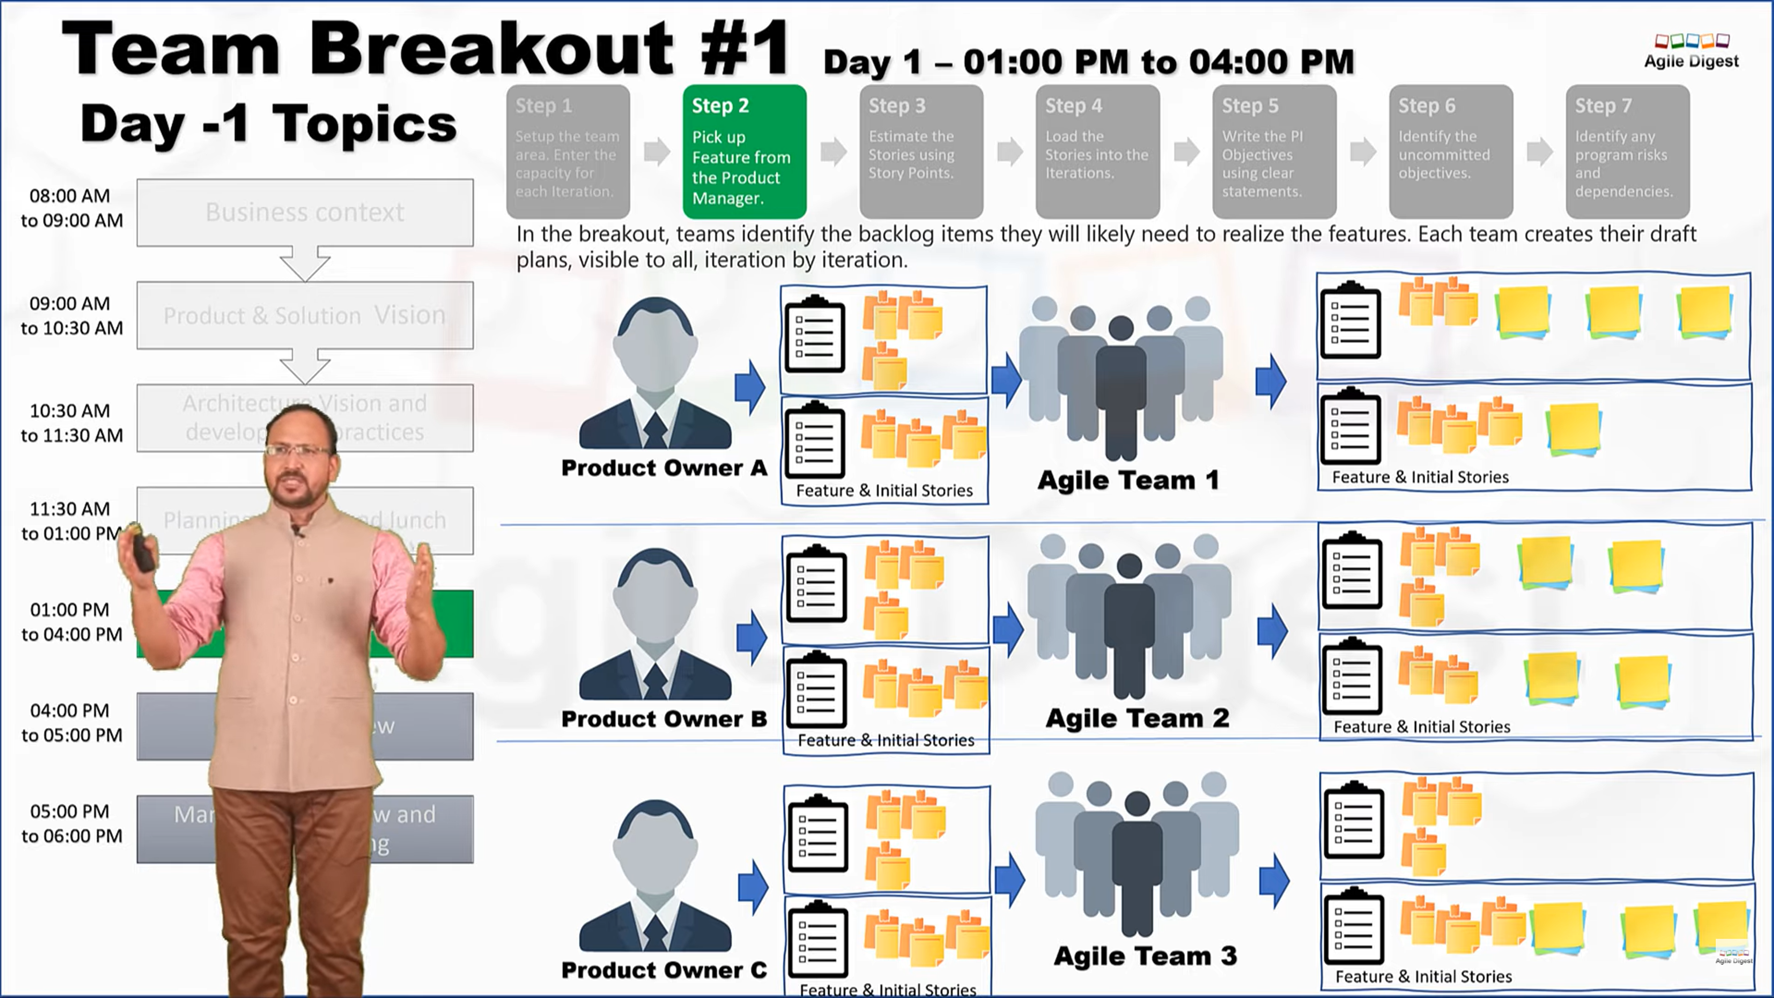 Team Breakout #1
Day 1 – 01:00 PM to 04:00 PM
Agile Digest
Day -1 Topics
08:00 AM
to 09:00 AM
Business context
09:00 AM
to 10:30 AM
Product & Solution Vision
10:30 AM
to 11:30 AM
Architecture Vision and
practices
11:30 AM
to 01:00 PM
lunch
01:00 PM
to 04:00 PM
04:00 PM
to 05:00 PM
05:00 PM
to 06:00 PM
and
Step 1
Setup the team
area. Enter the
capacity for
each Iteration.
Step 2
Pick up
Feature from
the Product
Manager.
Step 3
Estimate the
Stories using
Story Points.
Step 4
Load the
Stories into the
Iterations.
Step 5
Write the PI
Objectives
using clear
statements.
Step 6
Identify the
uncommitted
objectives.
Step 7
Identify any
program risks
and
dependencies.
In the breakout, teams identify the backlog items they will likely need to realize the features. Each team creates their draft
plans, visible to all, iteration by iteration.
Product Owner A
Feature & Initial Stories
Agile Team 1
Feature & Initial Stories
Product Owner B
Feature & Initial Stories
Agile Team 2
Feature & Initial Stories
Product Owner C
Feature & Initial Stories
Agile Team 3
Feature & Initial Stories
Agile Digest